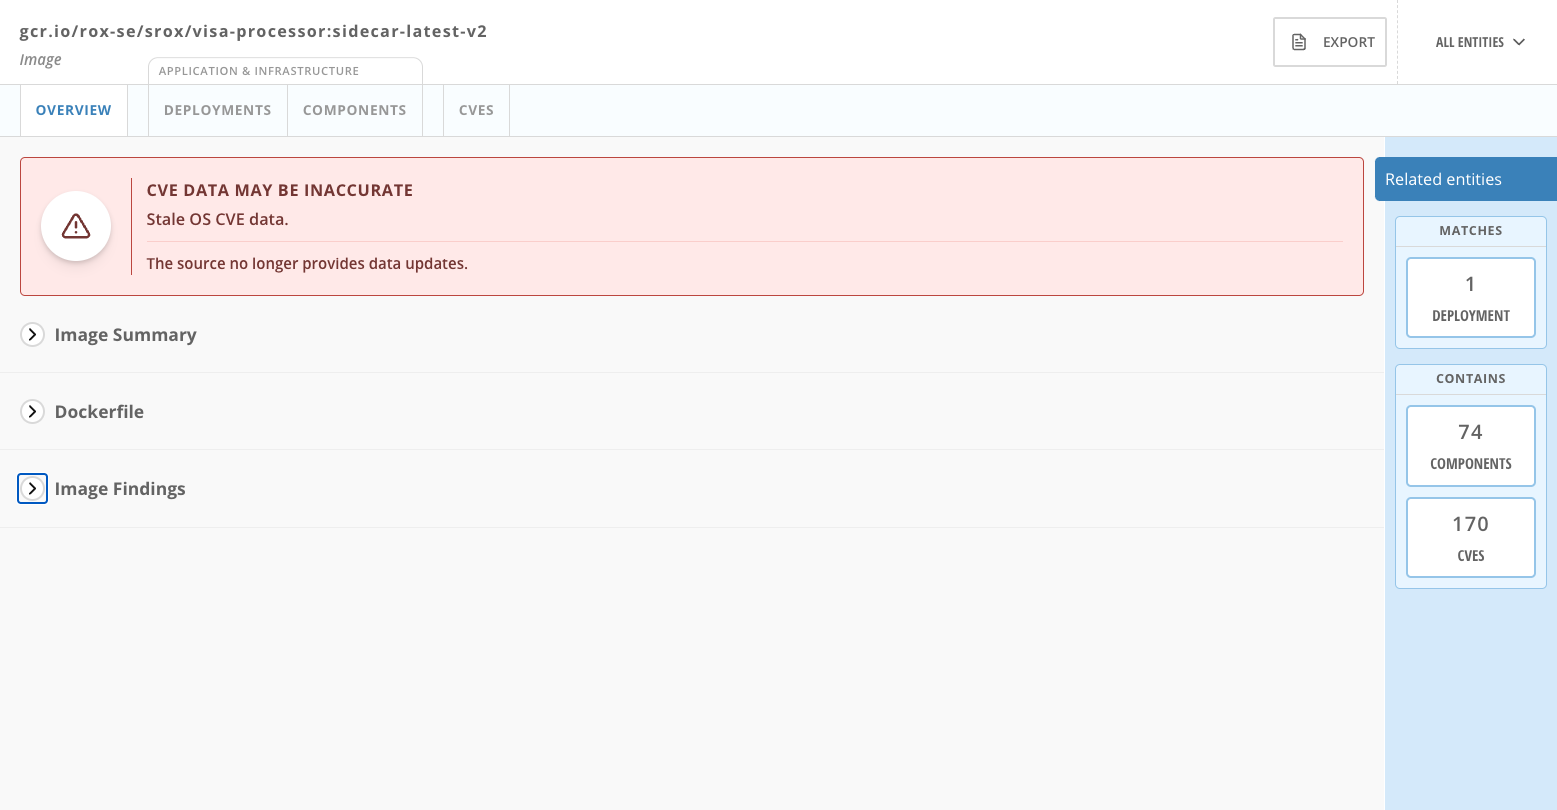 gcr.io/rox-se/srox/visa-processor:sidecar-latest-v2
Image
EXPORT
ALL ENTITIES
APPLICATION & INFRASTRUCTURE
OVERVIEW
DEPLOYMENTS
COMPONENTS
CVES
CVE DATA MAY BE INACCURATE
Stale OS CVE data.
The source no longer provides data updates.
Image Summary
Dockerfile
Image Findings
Related entities
MATCHES
1
DEPLOYMENT
CONTAINS
74
COMPONENTS
170
CVES